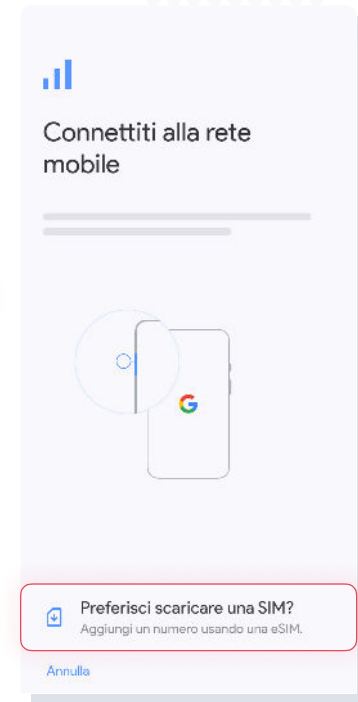 Connettiti alla rete
mobile
G
Preferisci scaricare una SIM?
Aggiungi un numero usando una eSIM.
Annulla